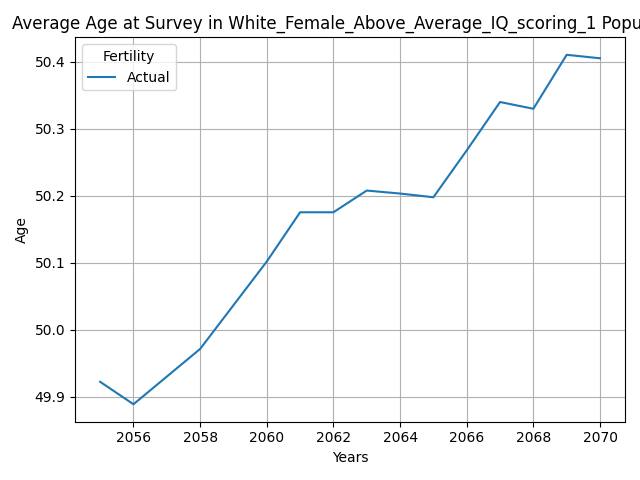 Average Age at Survey in White_Female_Above_Average_IQ_scoring_1 Popu
Fertility
Actual
50.4
50.3
50.2
50.1
50.0
49.9
Age
2056 2058 2060 2062 2064 2066 2068 2070
Years